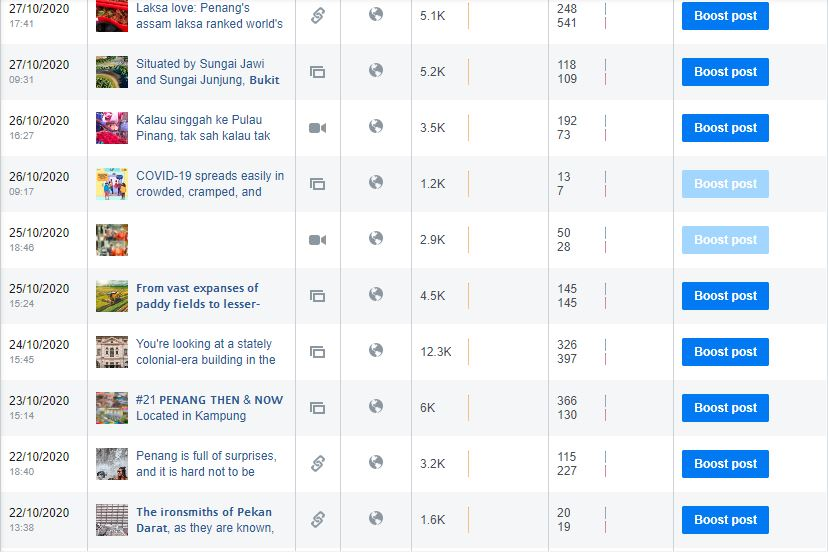 27/10/2020
17:41
Laksa love: Penang's
assam laksa ranked world's
5.1K
248
541
Boost post
27/10/2020
09:31
Situated by Sungai Jawi
and Sungai Junjung, Bukit
5.2K
118
109
Boost post
26/10/2020
16:27
Kalau singgah ke Pulau
Pinang, tak sah kalau tak
3.5K
192
73
Boost post
26/10/2020
09:17
COVID-19 spreads easily in
crowded, cramped, and
1.2K
13
7
Boost post
25/10/2020
18:46
2.9K
50
28
Boost post
25/10/2020
15:24
From vast expanses of
paddy fields to lesser-
4.5K
145
145
Boost post
24/10/2020
15:45
You're looking at a stately
colonial-era building in the
12.3K
326
397
Boost post
23/10/2020
15:14
#21 PENANG THEN & NOW
Located in Kampung
6K
366
130
Boost post
22/10/2020
18:40
Penang is full of surprises,
and it is hard not to be
3.2K
115
227
Boost post
22/10/2020
13:38
The ironsmiths of Pekan
Darat, as they are known,
1.6K
20
19
Boost post